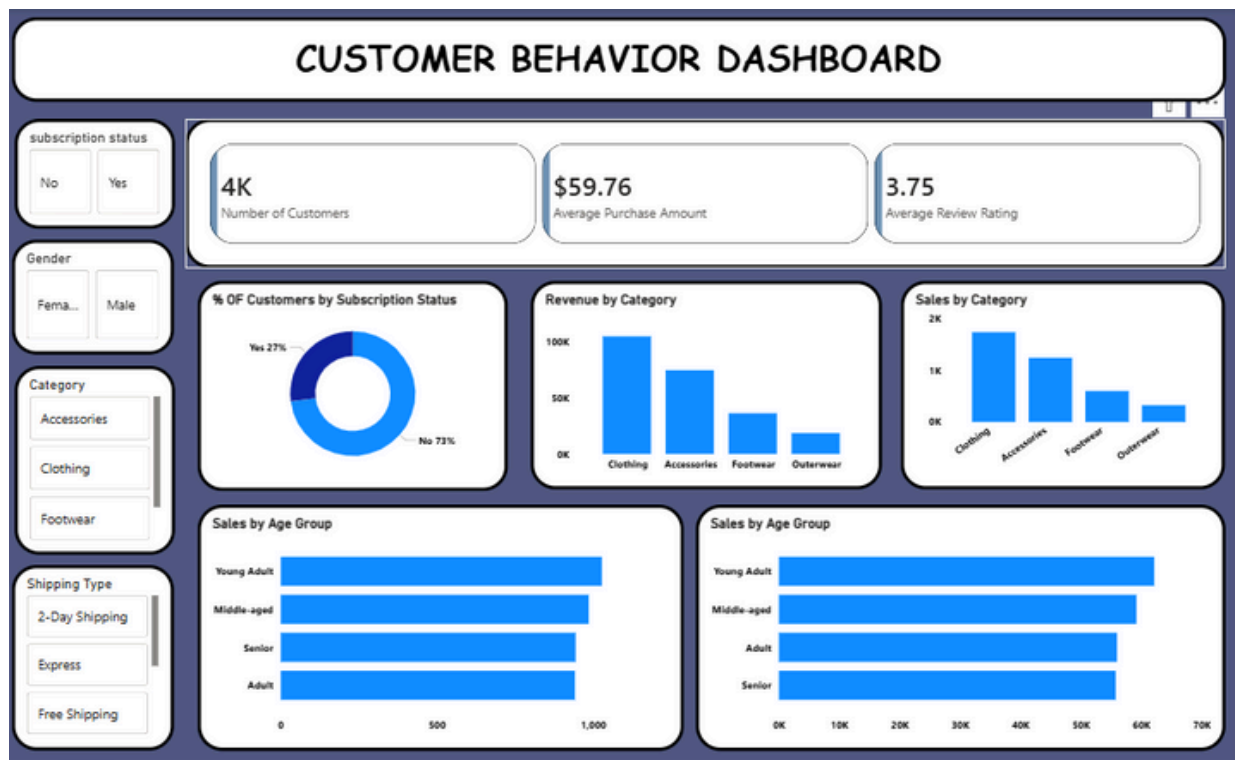 CUSTOMER BEHAVIOR DASHBOARD
subscription status
No
Yes
Gender
Fema...
Male
Category
Accessories
Clothing
Footwear
Shipping Type
2-Day Shipping
Express
Free Shipping
4K
Number of Customers
$59.76
Average Purchase Amount
3.75
Average Review Rating
% OF Customers by Subscription Status
Yes 27%
No 73%
Revenue by Category
100K
50K
0K
Clothing Accessories Footwear Outerwear
Sales by Category
2K
1K
0K
Clothing Accessories Footwear Outerwear
Sales by Age Group
Young Adult
Middle-aged
Senior
Adult
0 500 1,000
Sales by Age Group
Young Adult
Middle-aged
Adult
Senior
0K 10K 20K 30K 40K 50K 60K 70K